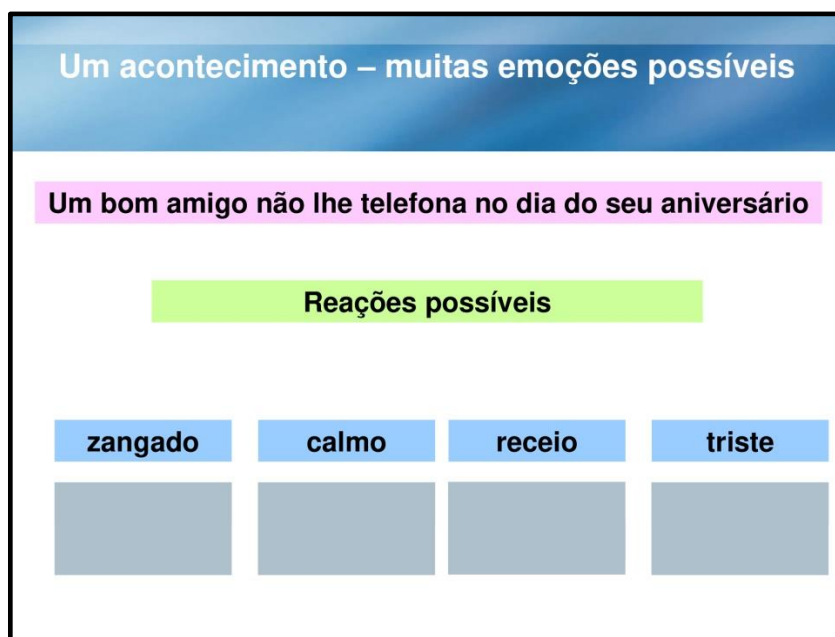 Um acontecimento – muitas emoções possíveis
Um bom amigo não lhe telefona no dia do seu aniversário
Reações possíveis
zangado calmo receio triste